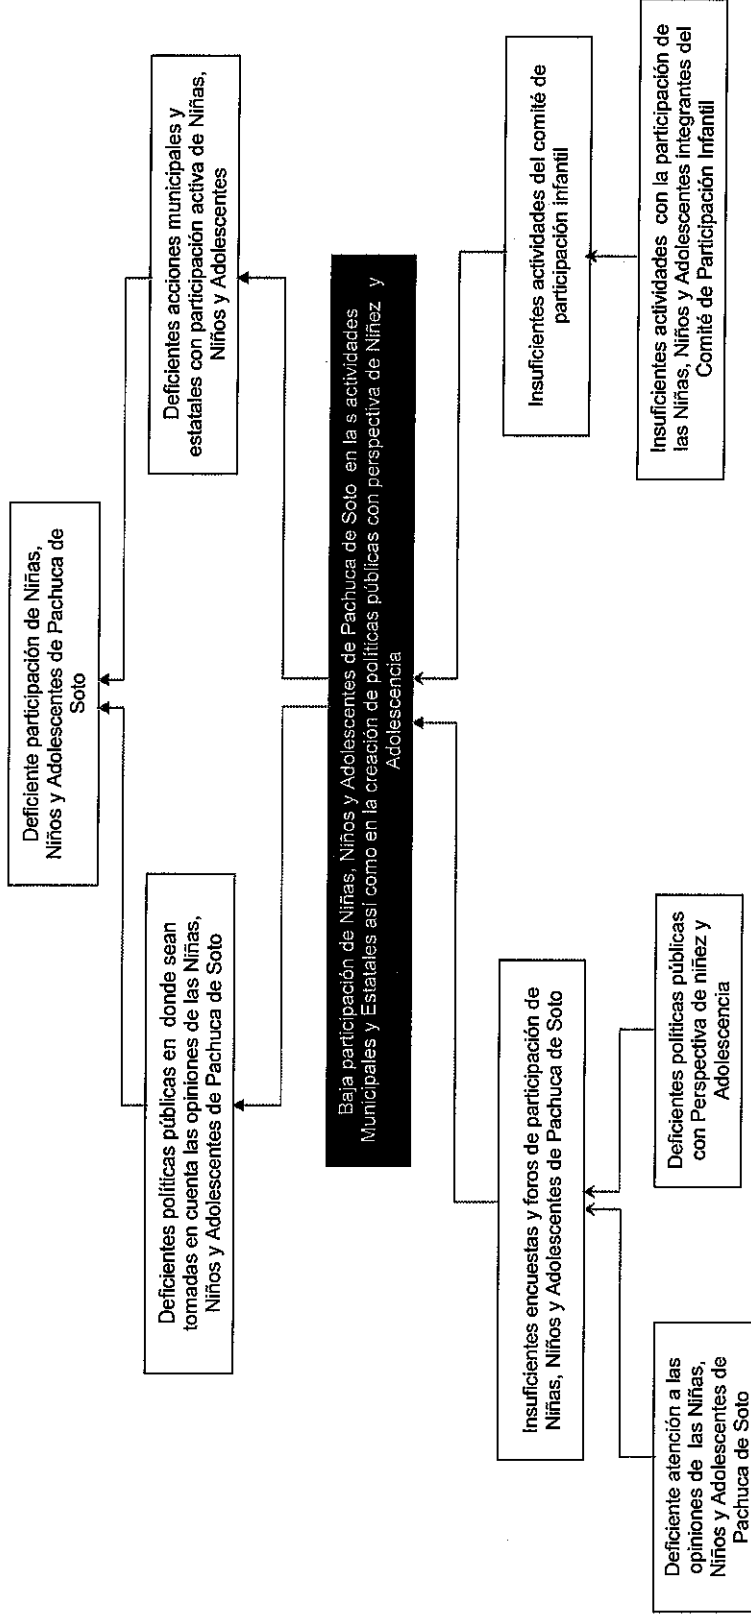 Deficiente participación de Niñas,
Niños y Adolescentes de Pachuca de
Soto
Deficientes políticas públicas en donde sean
tomadas en cuenta las opiniones de las Niñas,
Niños y Adolescentes de Pachuca de Soto
Deficientes acciones municipales y
estatales con participación activa de Niñas,
Niños y Adolescentes
Baja participación de Niñas, Niños y Adolescentes de Pachuca de Soto en la s actividades
Municipales y Estatales así como en la creación de políticas públicas con perspectiva de Niñez y
Adolescencia
Insuficientes encuestas y foros de participación de
Niñas, Niños y Adolescentes de Pachuca de Soto
Insuficientes actividades del comité de
participación infantil
Deficiente atención a las
opiniones de las Niñas,
Niños y Adolescentes de
Pachuca de Soto
Deficientes políticas públicas
con Perspectiva de niñez y
Adolescencia
Insuficientes actividades con la participación de
las Niñas, Niños y Adolescentes integrantes del
Comité de Participación Infantil